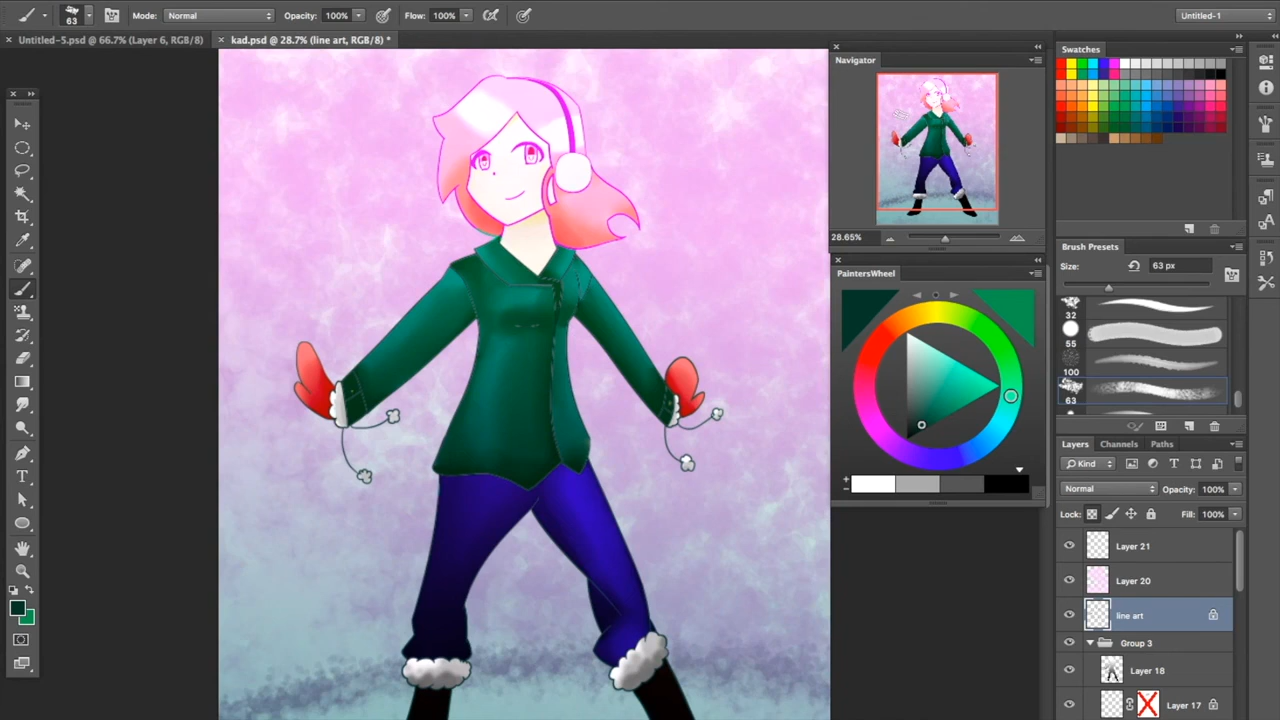 63
Mode:
Normal
Opacity:
100%
Flow:
100%
Untitled-1
Untitled-5.psd @ 66.7% (Layer 6, RGB/8)
kad.psd @ 28.7% (line art, RGB/8) *
Navigator
28.65%
PaintersWheel
Swatches
Brush Presets
Size:
63 px
32
55
100
63
Layers
Channels
Paths
Kind
Normal
Opacity:
100%
Lock:
Fill:
100%
Layer 21
Layer 20
line art
Group 3
Layer 18
Layer 17